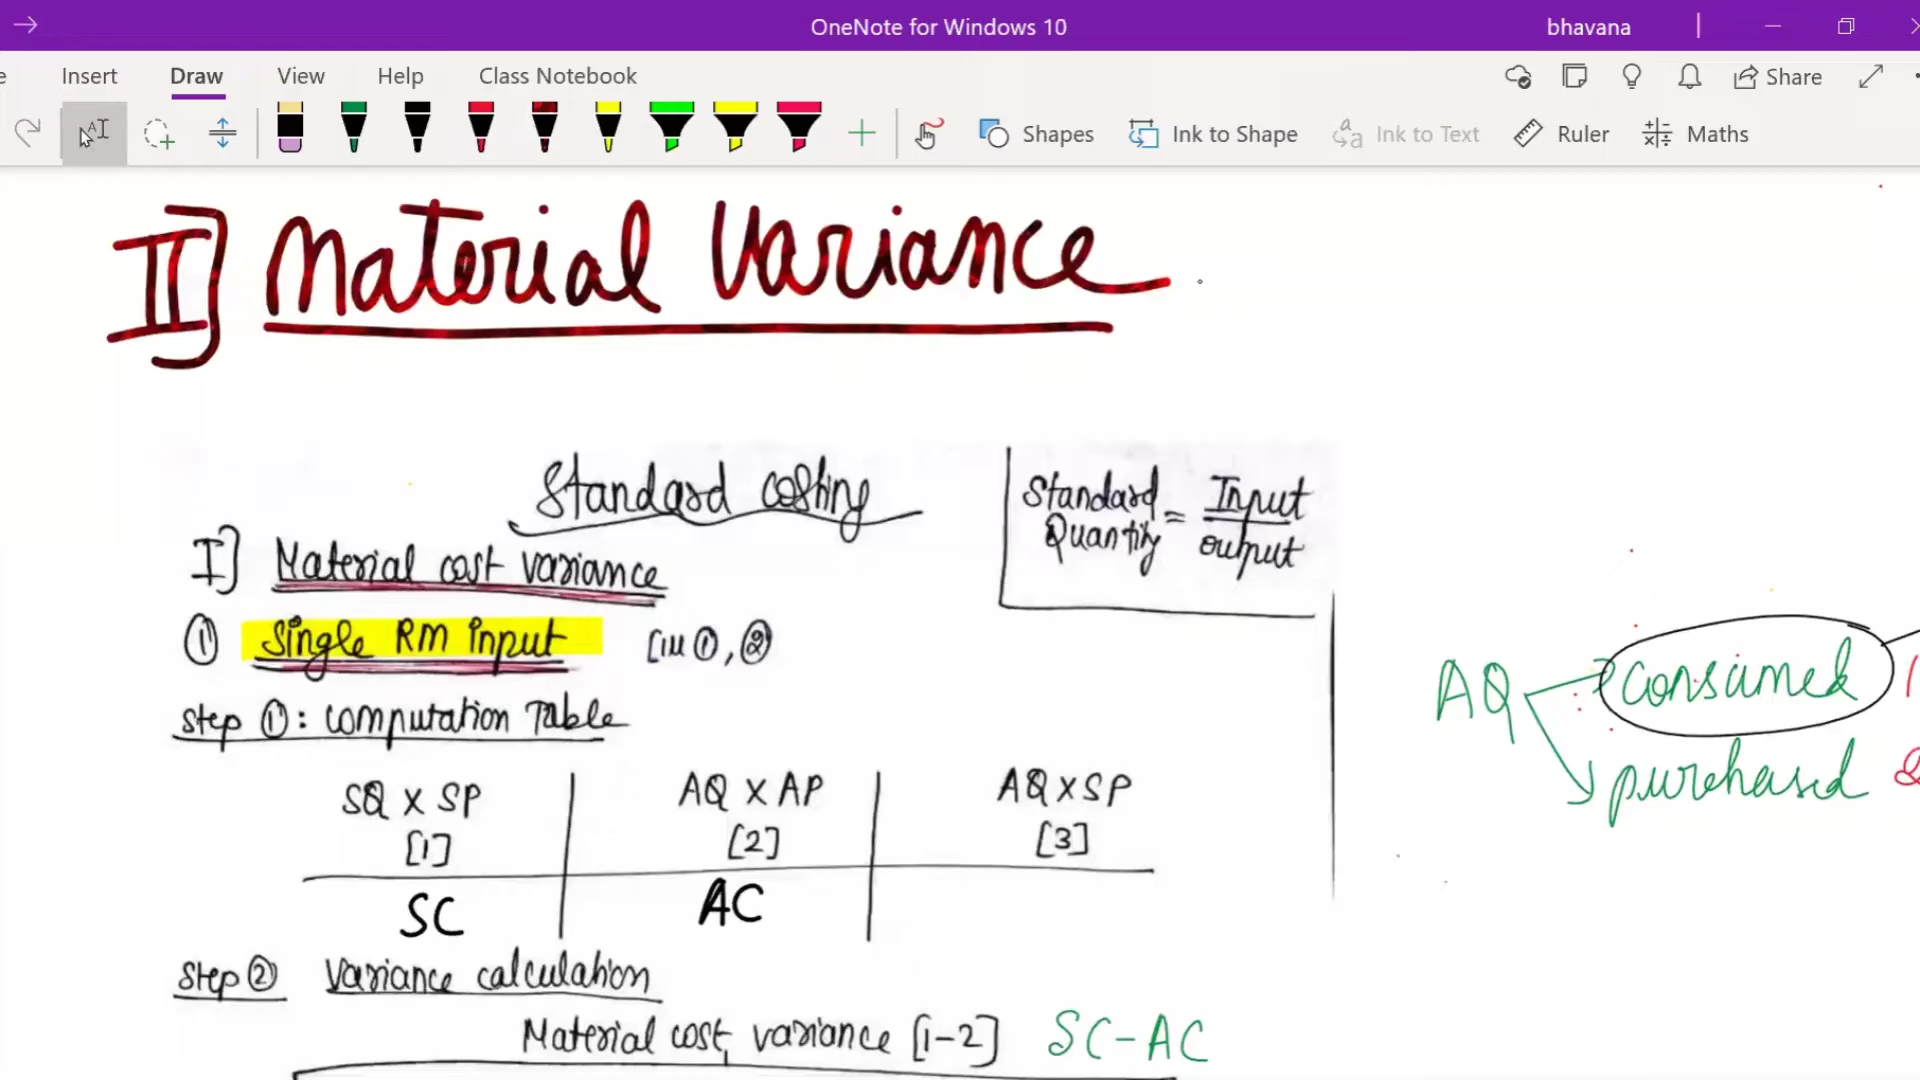 OneNote for Windows 10
bhavana
Insert Draw View Help Class Notebook
Share
Shapes Ink to Shape Ink to Text Ruler Maths
II] Material Variance
Standard costing
Standard Quantity = Input / output
I] Material cost variance
① Single RM input [ill ①, ②
Step ①: Computation Table
SQ X SP AQ X AP AQ X SP
[1] [2] [3]
SC AC
Step ② Variance calculation
Material cost variance [1-2] SC-AC
AQ consumed
purchased